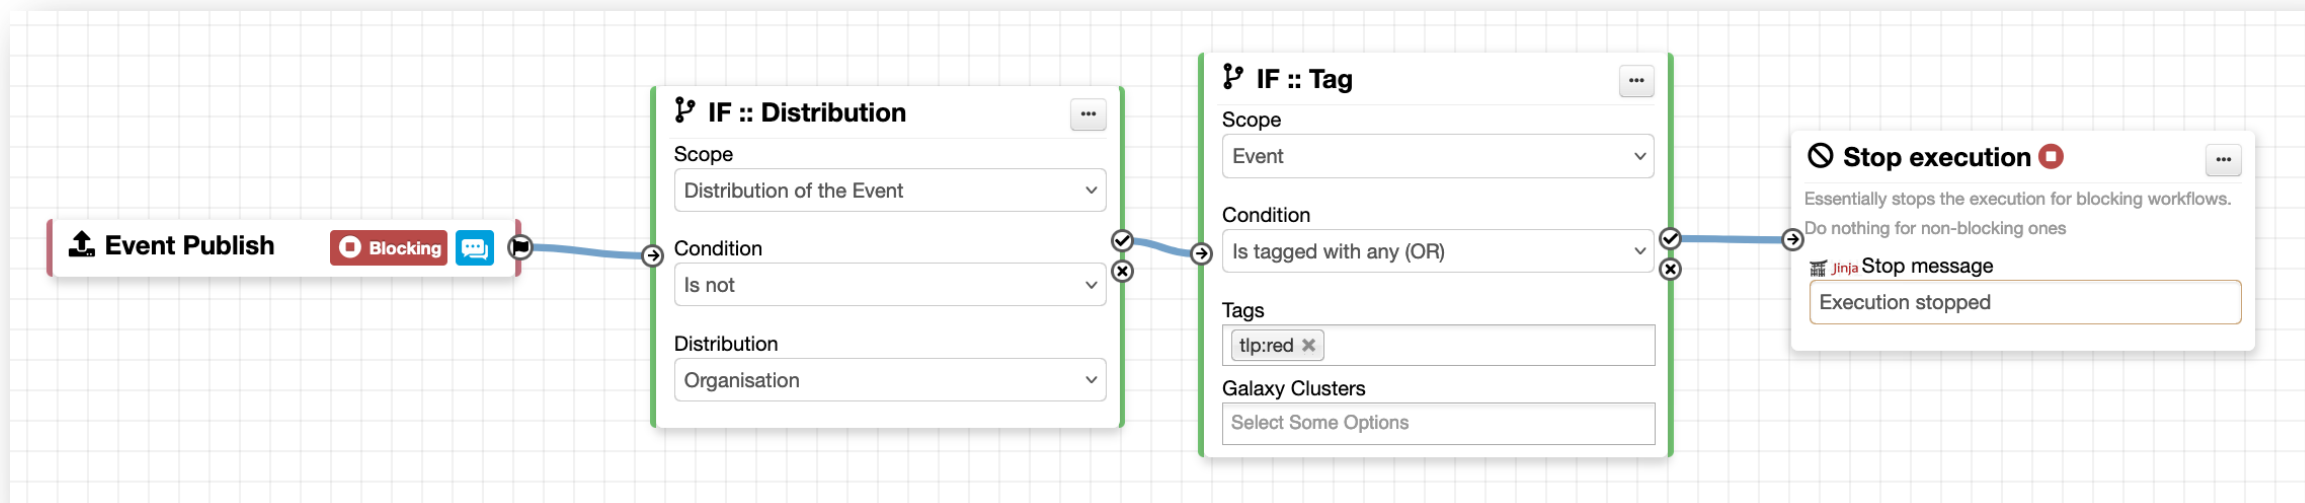 Event Publish
Blocking
IF :: Distribution
...
Scope
Distribution of the Event
Condition
Is not
Distribution
Organisation
IF :: Tag
...
Scope
Event
Condition
Is tagged with any (OR)
Tags
tlp:red
Galaxy Clusters
Select Some Options
Stop execution
...
Essentially stops the execution for blocking workflows.
Do nothing for non-blocking ones
Jinja Stop message
Execution stopped